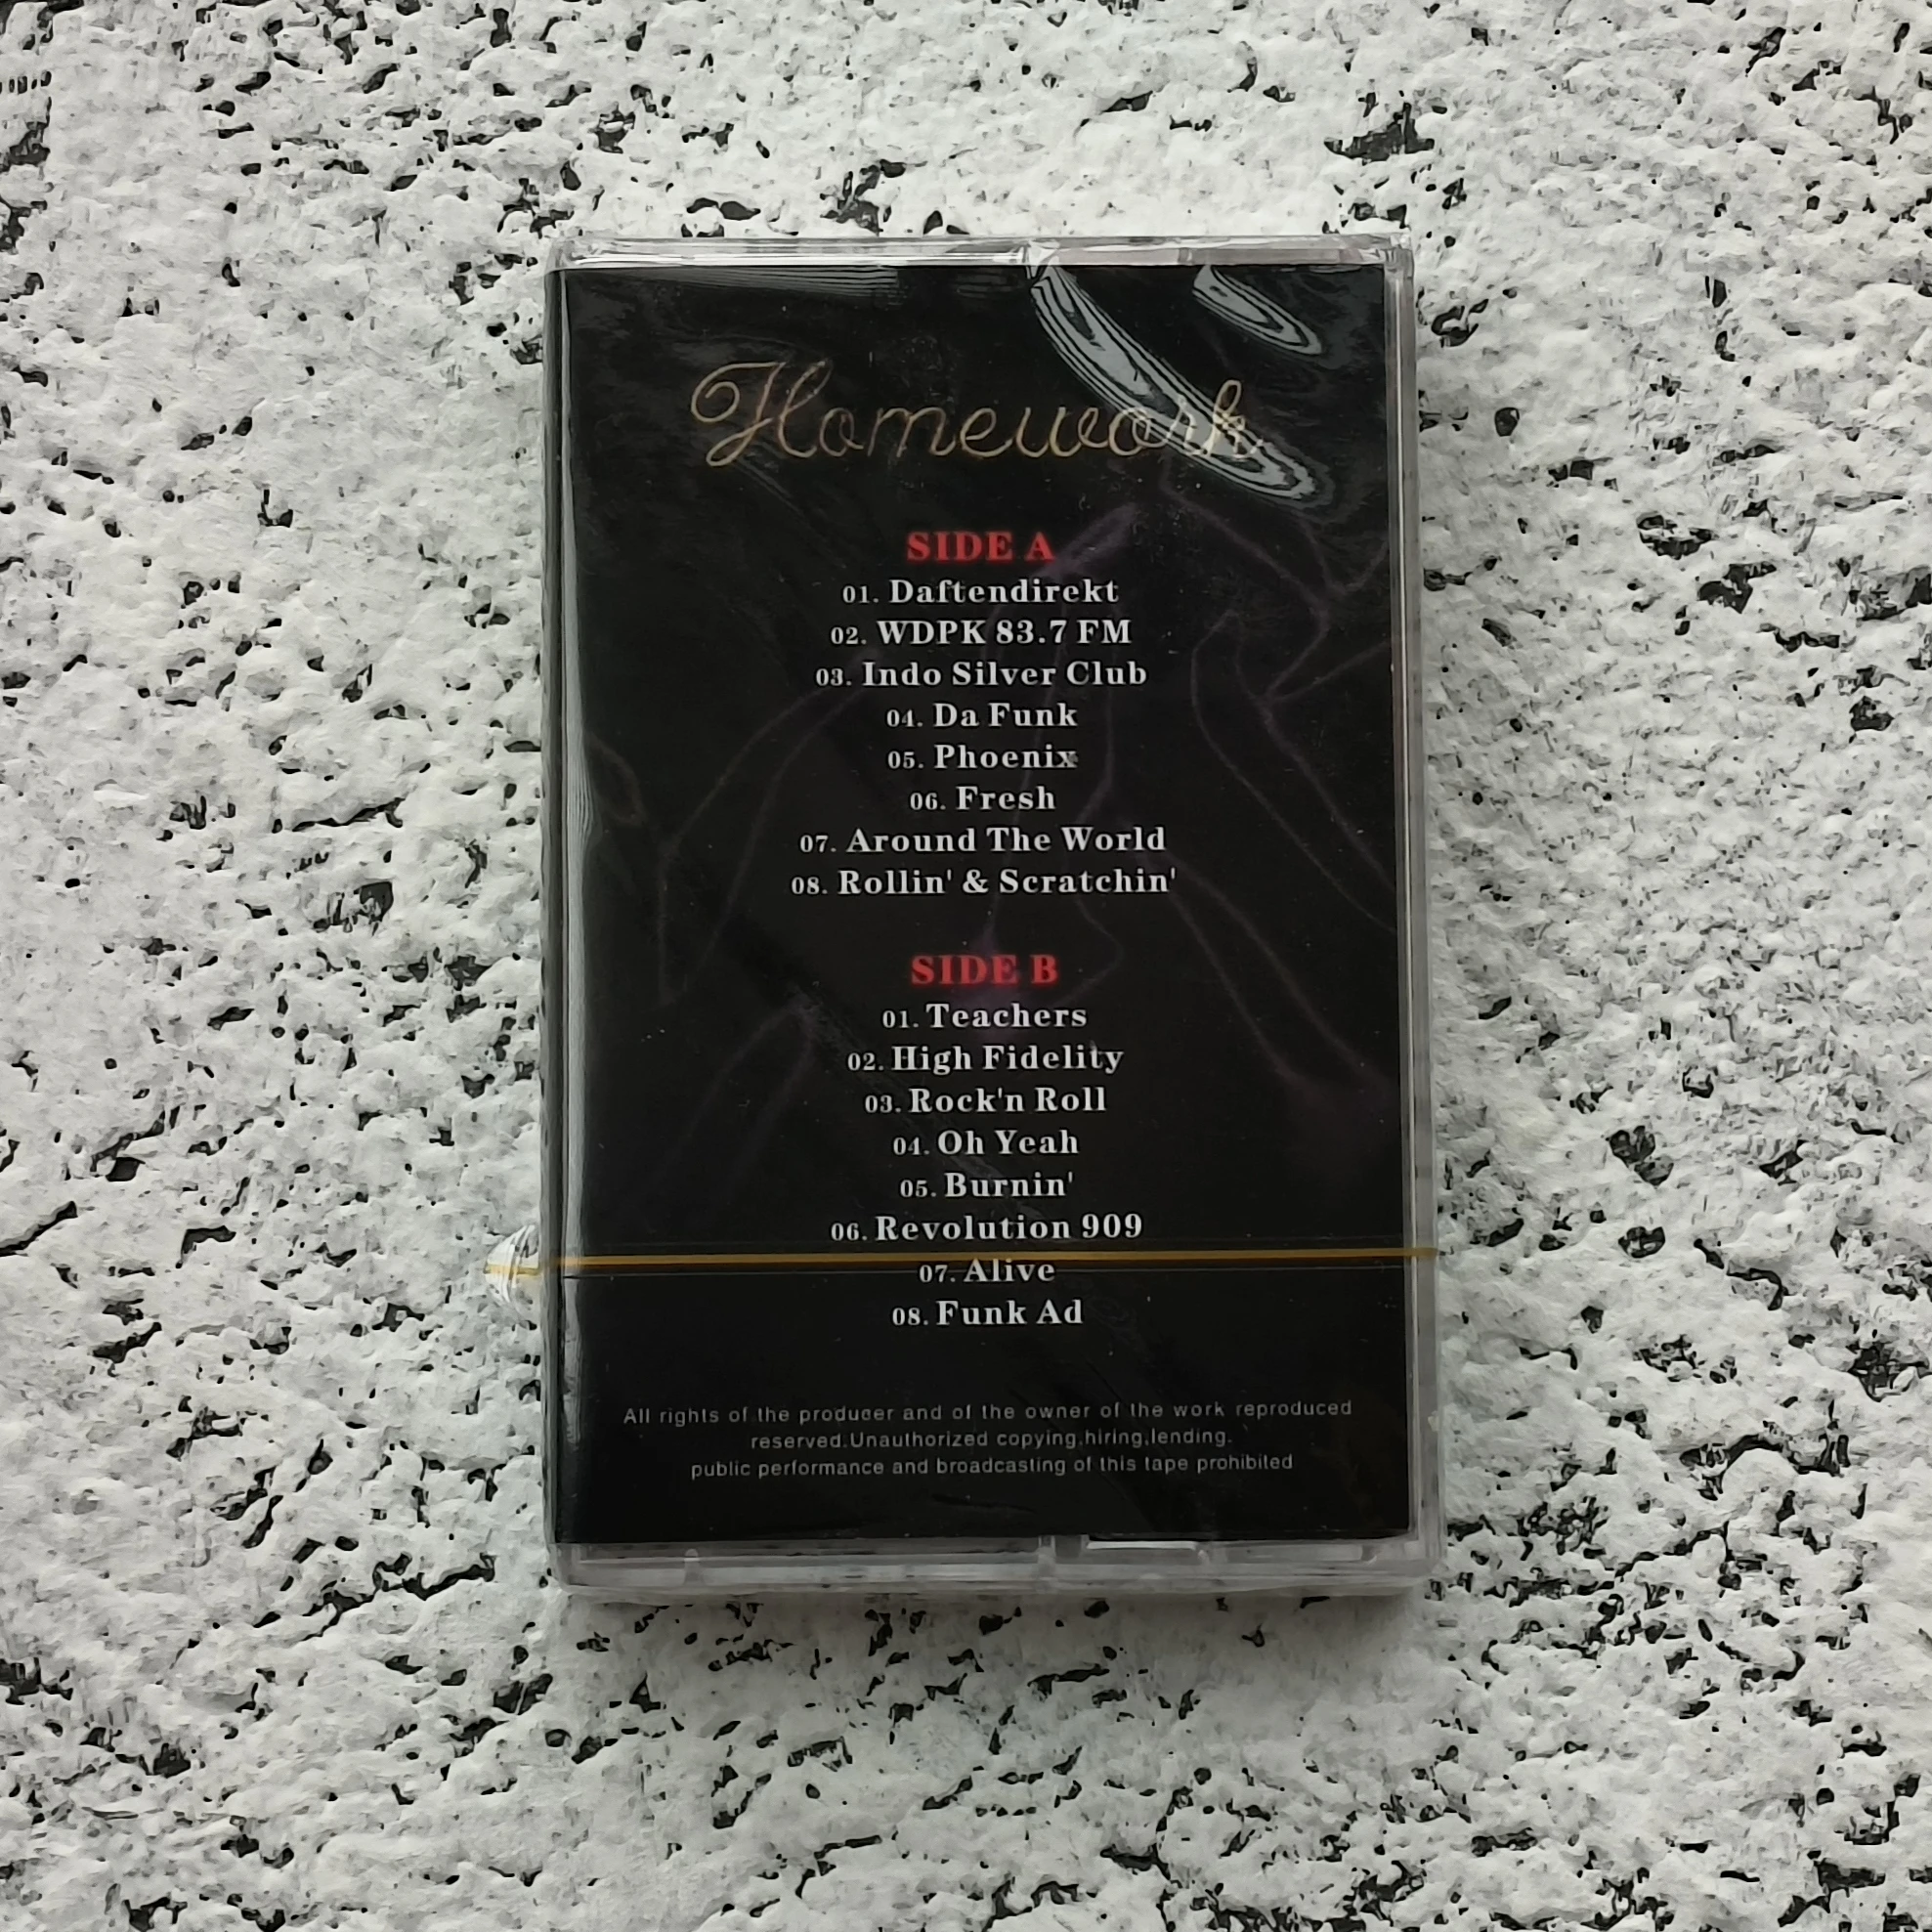 Homework
SIDE A
01. Daftendirekt
02. WDPK 83.7 FM
03. Indo Silver Club
04. Da Funk
05. Phoenix
06. Fresh
07. Around The World
08. Rollin' & Scratchin'
SIDE B
01. Teachers
02. High Fidelity
03. Rock'n Roll
04. Oh Yeah
05. Burnin'
06. Revolution 909
07. Alive
08. Funk Ad
All rights of the producer and of the owner of the work reproduced
reserved.Unauthorized copying,hiring,lending.
public performance and broadcasting of this tape prohibited